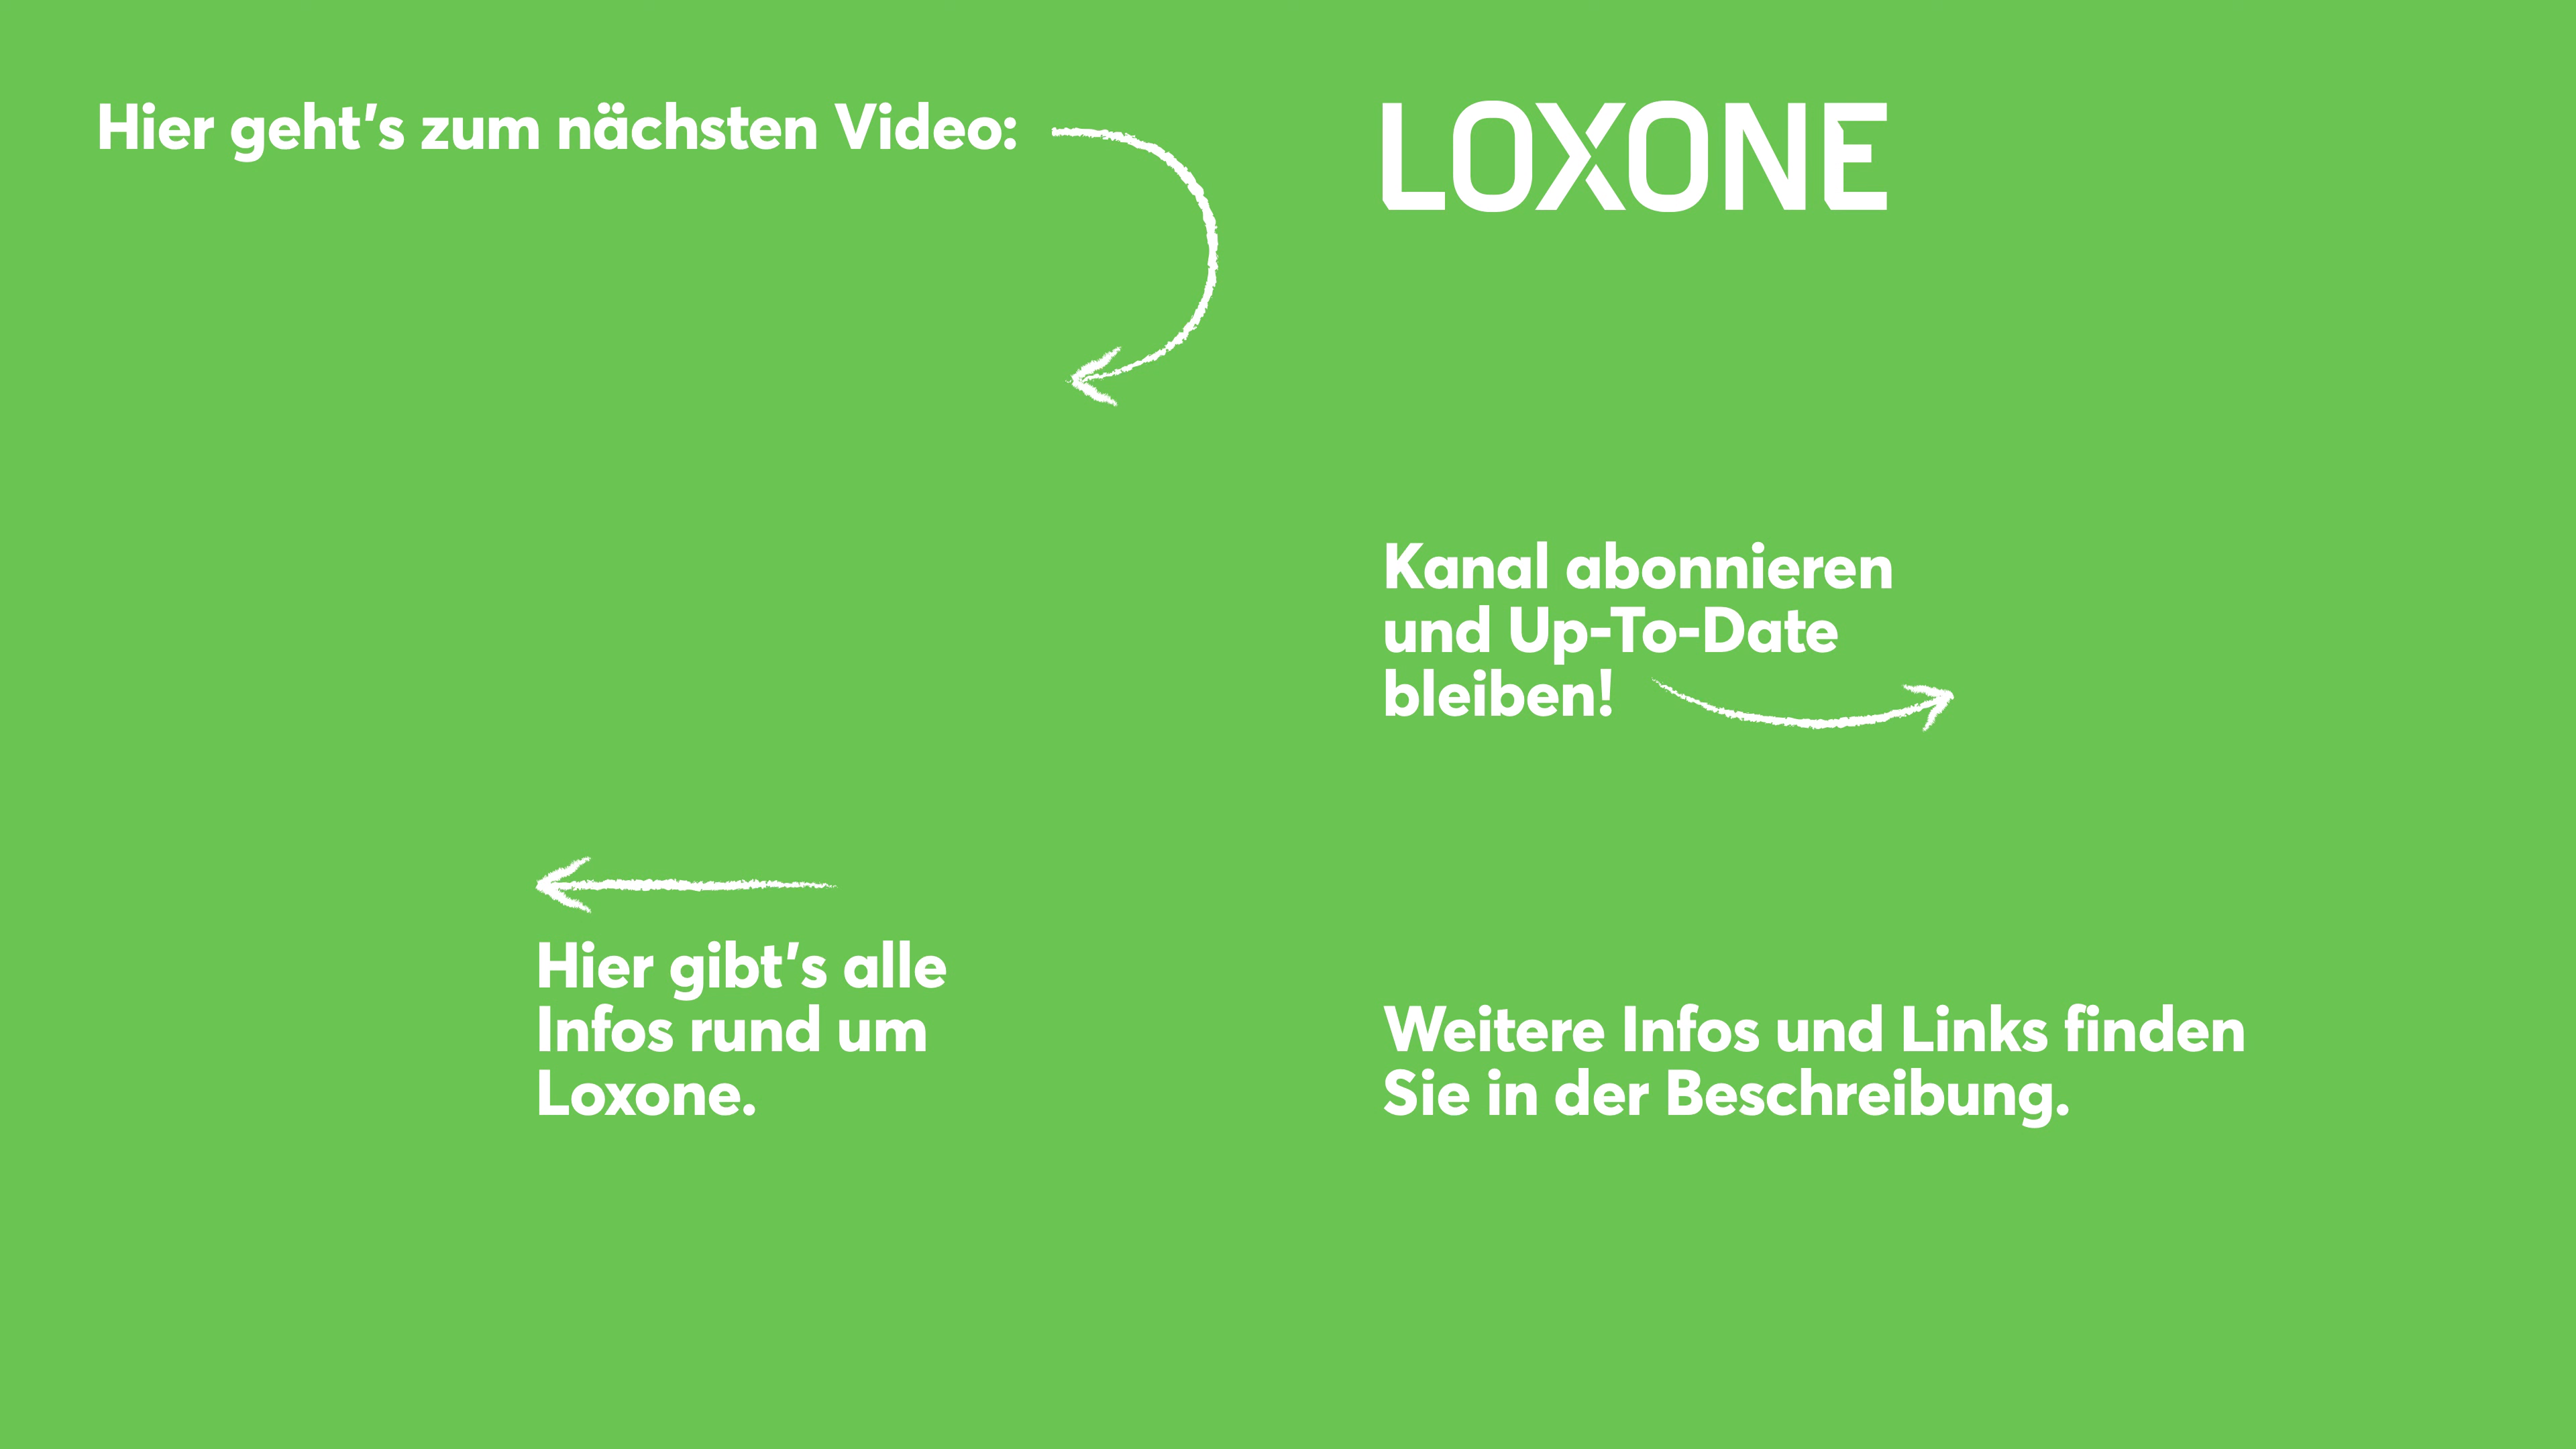 Hier geht's zum nächsten Video:
LOXONE
Kanal abonnieren
und Up-To-Date
bleiben!
Hier gibt's alle
Infos rund um
Loxone.
Weitere Infos und Links finden
Sie in der Beschreibung.